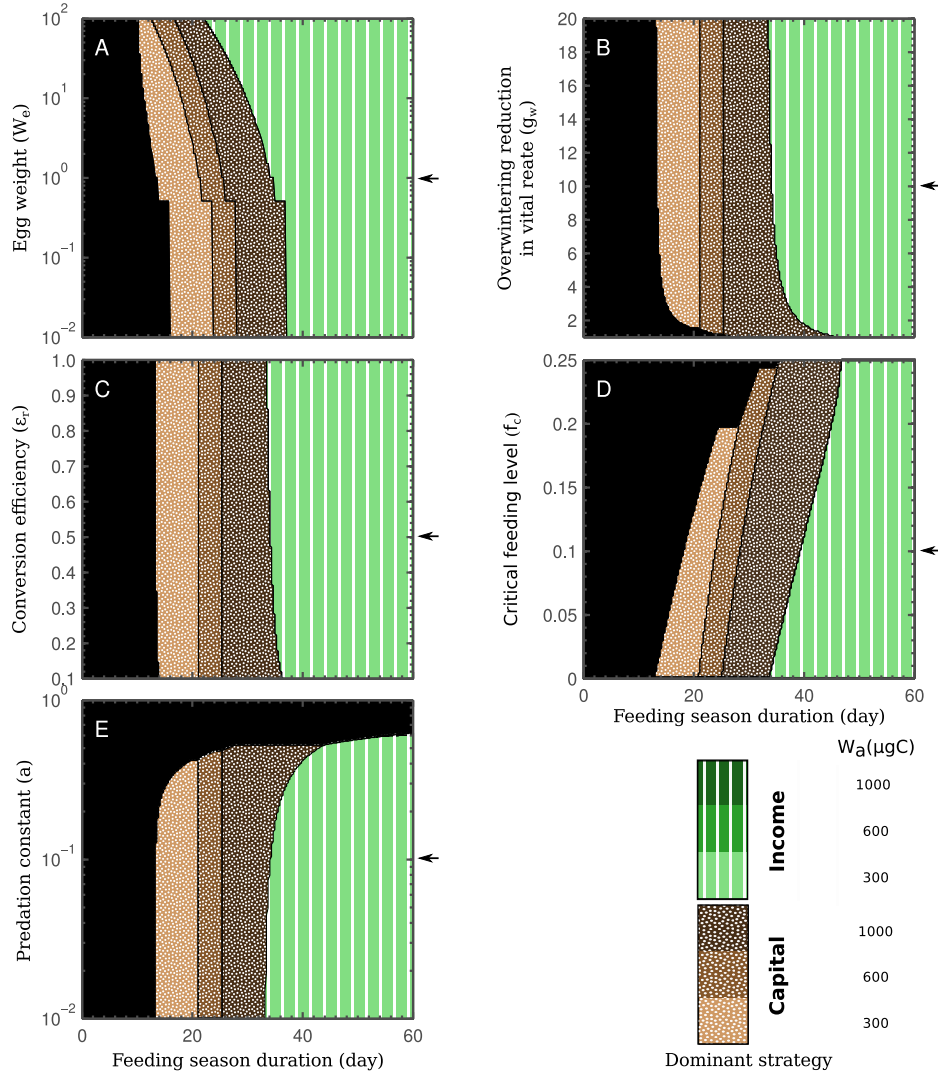 A
Egg weight (We)
10^2
10^1
10^0
10^-1
10^-2
B
Overwintering reduction
in vital reate (gw)
20
18
16
14
12
10
8
6
4
2
C
Conversion efficiency (εr)
1.0
0.9
0.8
0.7
0.6
0.5
0.4
0.3
0.2
0.1
D
Critical feeding level (fc)
0.25
0.2
0.15
0.1
0.05
0
0 20 40 60
Feeding season duration (day)
E
Predation constant (a)
10^0
10^-1
10^-2
0 20 40 60
Feeding season duration (day)
Wa(µgC)
Income
1000
600
300
Capital
1000
600
300
Dominant strategy